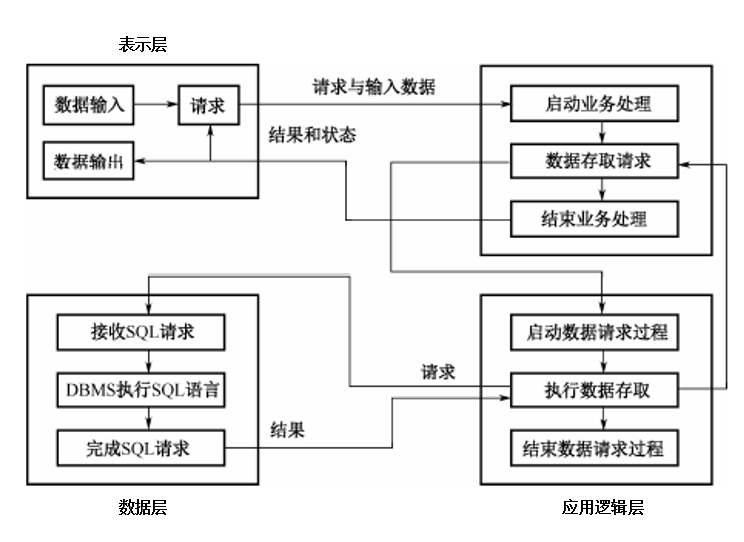 表示层
数据输入
请求
数据输出
请求与输入数据
结果和状态
启动业务处理
数据存取请求
结束业务处理
接收SQL请求
DBMS执行SQL语言
完成SQL请求
数据层
请求
结果
启动数据请求过程
执行数据存取
结束数据请求过程
应用逻辑层